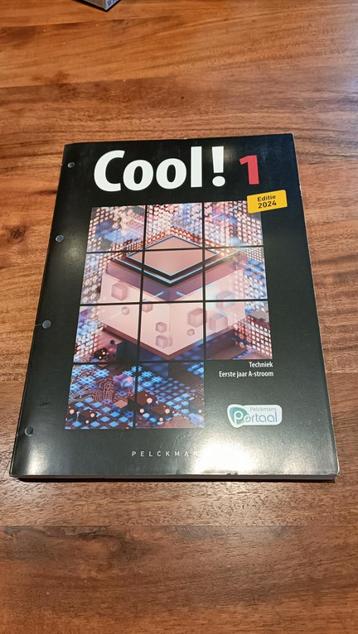 Cool! 1
Editie
2024
Techniek
Eerste jaar A-stroom
Pelckmans
Portaal